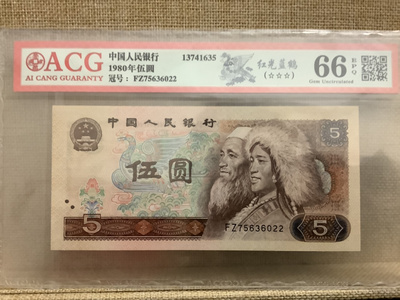 ACG
AI CANG GUARANTY
中国人民银行 13741635
1980年伍圆
冠号: FZ75636022
红光蓝鹤
(☆☆☆)
66 EPQ
Gem Uncirculated
中国人民银行
5
伍圆
5
FZ75636022
5